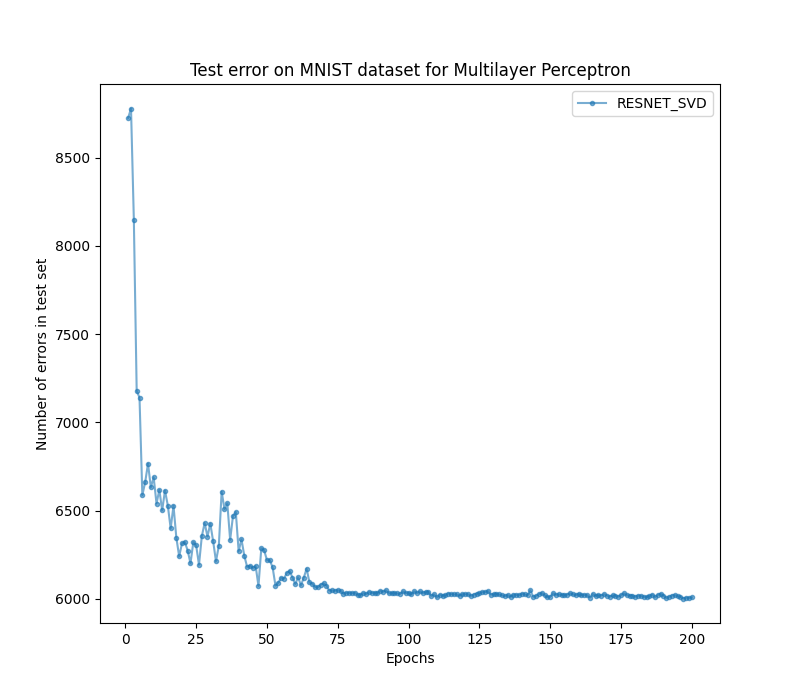 Test error on MNIST dataset for Multilayer Perceptron
RESNET_SVD
Number of errors in test set
8500
8000
7500
7000
6500
6000
0 25 50 75 100 125 150 175 200
Epochs